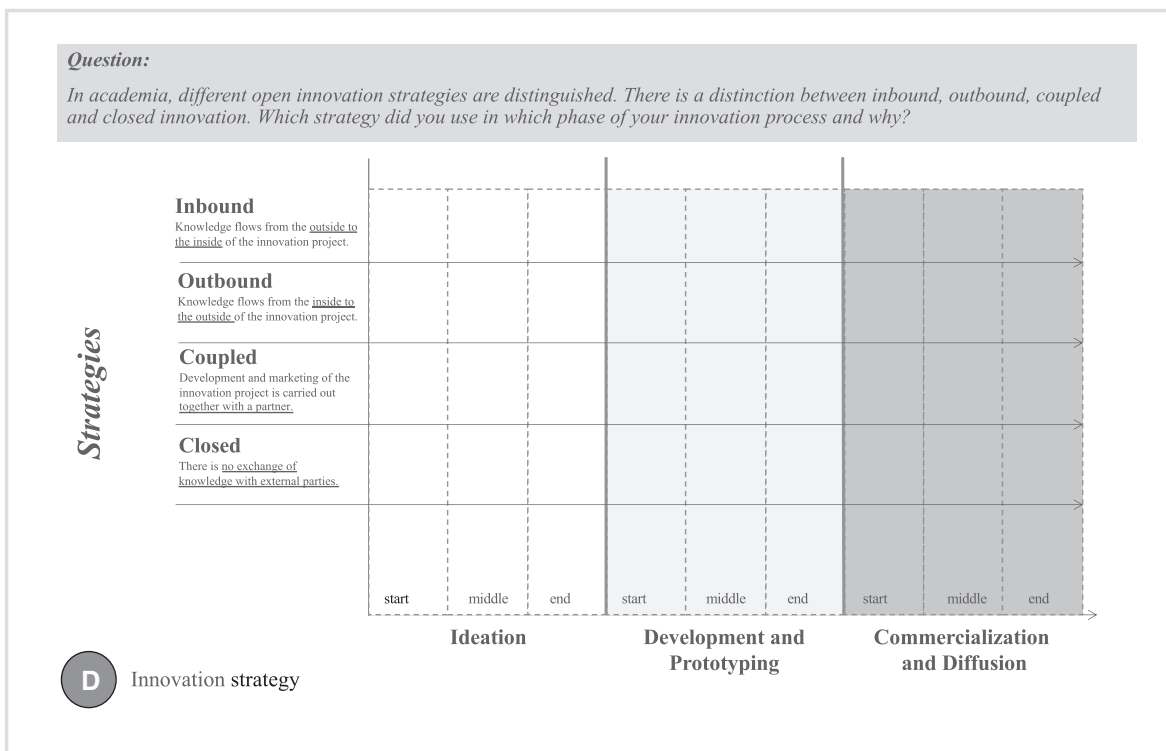 Question:
In academia, different open innovation strategies are distinguished. There is a distinction between inbound, outbound, coupled
and closed innovation. Which strategy did you use in which phase of your innovation process and why?
Strategies
Inbound
Knowledge flows from the outside to
the inside of the innovation project.
Outbound
Knowledge flows from the inside to
the outside of the innovation project.
Coupled
Development and marketing of the
innovation project is carried out
together with a partner.
Closed
There is no exchange of
knowledge with external parties.
start middle end start middle end start middle end
Ideation
Development and
Prototyping
Commercialization
and Diffusion
D Innovation strategy